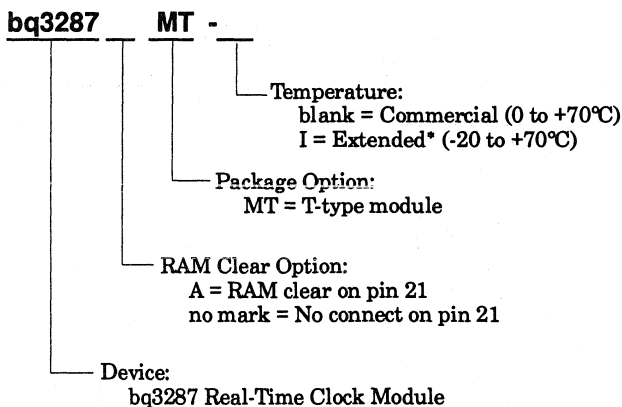 bq3287 _ MT - _
Temperature:
blank = Commercial (0 to +70°C)
I = Extended* (-20 to +70°C)
Package Option:
MT = T-type module
RAM Clear Option:
A = RAM clear on pin 21
no mark = No connect on pin 21
Device:
bq3287 Real-Time Clock Module